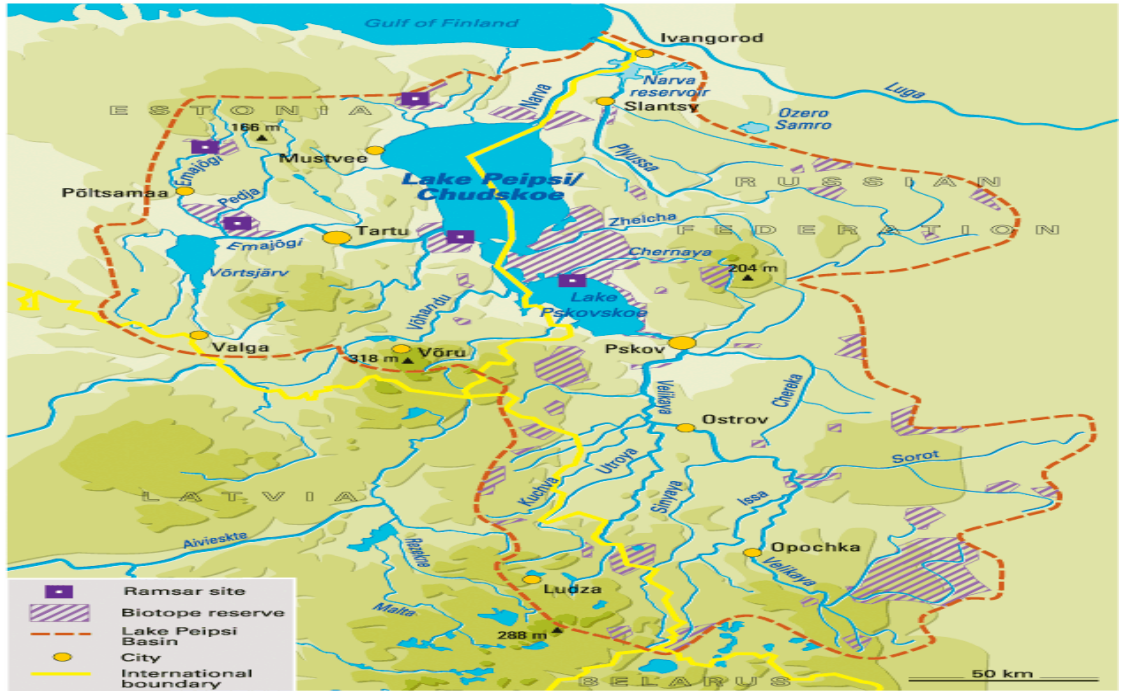 Gulf of Finland
Ivangorod
Narva
reservoir
Narva
Luga
Slantsy
Ozero
Samro
ESTONIA
166 m
Mustvee
Plyussa
Emajõgi
Lake Peipsi/
Chudskoe
RUSSIAN
Põltsamaa
Pedja
Zhelcha
Tartu
FEDERATION
Emajõgi
Chernaya
Võrtsjärv
204 m
Lake
Pskovskoe
Võhandu
Valga
Võru
Pskov
318 m
Velikaya
Chereka
Ostrov
Sorot
Utroya
Kuchva
Sinyaya
Issa
LATVIA
Aiviekste
Rezekne
Opochka
Velikaya
Ludza
Malta
288 m
BELARUS
Ramsar site
Biotope reserve
Lake Peipsi
Basin
City
International
boundary
50 km